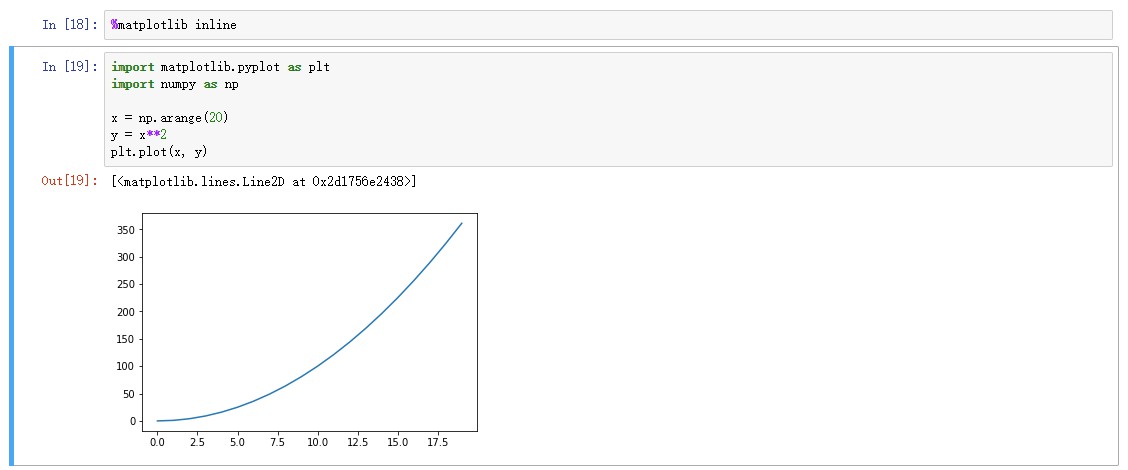 In [18]: %matplotlib inline
In [19]: import matplotlib.pyplot as plt
import numpy as np
x = np.arange(20)
y = x**2
plt.plot(x, y)
Out[19]: [<matplotlib.lines.Line2D at 0x2d1756e2438>]
350
300
250
200
150
100
50
0
0.0 2.5 5.0 7.5 10.0 12.5 15.0 17.5